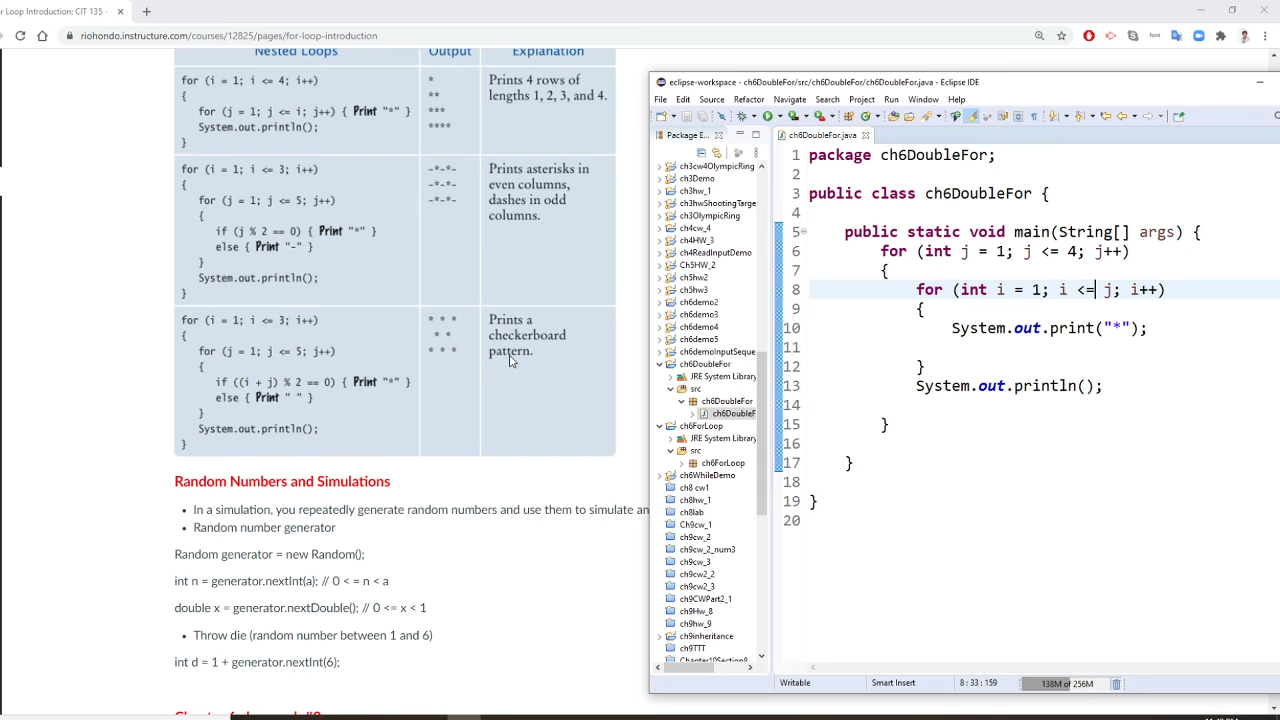 or Loop Introduction: CIT 135 -
riohondo.instructure.com/courses/12825/pages/for-loop-introduction
Nested Loops
Output
Explanation
for (i = 1; i <= 4; i++)
{
for (j = 1; j <= i; j++) { Print "*" }
System.out.println();
}
*
**
***
****
Prints 4 rows of
lengths 1, 2, 3, and 4.
for (i = 1; i <= 3; i++)
{
for (j = 1; j <= 5; j++)
{
if (j % 2 == 0) { Print "*" }
else { Print "-" }
}
System.out.println();
}
-*-*-
-*-*-
-*-*-
Prints asterisks in
even columns,
dashes in odd
columns.
for (i = 1; i <= 3; i++)
{
for (j = 1; j <= 5; j++)
{
if ((i + j) % 2 == 0) { Print "*" }
else { Print " " }
}
System.out.println();
}
* * *
* *
* * *
Prints a
checkerboard
pattern.
Random Numbers and Simulations
• In a simulation, you repeatedly generate random numbers and use them to simulate an
• Random number generator
Random generator = new Random();
int n = generator.nextInt(a); // 0 < = n < a
double x = generator.nextDouble(); // 0 <= x < 1
• Throw die (random number between 1 and 6)
int d = 1 + generator.nextInt(6);
eclipse-workspace - ch6DoubleFor/src/ch6DoubleFor/ch6DoubleFor.java - Eclipse IDE
File Edit Source Refactor Navigate Search Project Run Window Help
Package E...
ch3cw4OlympicRing
ch3Demo
ch3hw_1
ch3hwShootingTarge
ch3OlympicRing
ch4cw_4
ch4HW_3
ch4ReadInputDemo
Ch5HW_2
ch5hw2
ch5hw3
ch6demo2
ch6demo3
ch6demo4
ch6demo5
ch6demoInputSeque
ch6DoubleFor
JRE System Library
src
ch6DoubleFor
ch6DoubleF
ch6ForLoop
JRE System Library
src
ch6ForLoop
ch6WhileDemo
ch8 cw1
ch8hw_1
ch8lab
Ch9cw_1
ch9cw_2
ch9cw_2_num3
ch9cw_3
ch9cw2_2
ch9cw2_3
ch9CWPart2_1
ch9Hw_8
ch9hw_9
ch9inheritance
ch9TTT
Chapter10Section8
ch6DoubleFor.java
1 package ch6DoubleFor;
2
3 public class ch6DoubleFor {
4
5 public static void main(String[] args) {
6 for (int j = 1; j <= 4; j++)
7 {
8 for (int i = 1; i <= j; i++)
9 {
10 System.out.print("*");
11
12 }
13 System.out.println();
14
15 }
16
17 }
18
19 }
20
Writable
Smart Insert
8 : 33 : 159
138M of 256M